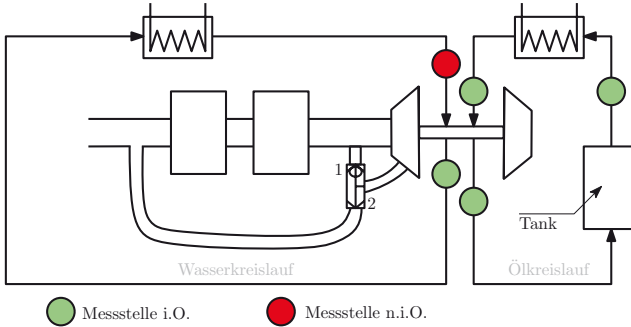 1
2
Tank
Wasserkreislauf
Ölkreislauf
Messstelle i.O.
Messstelle n.i.O.